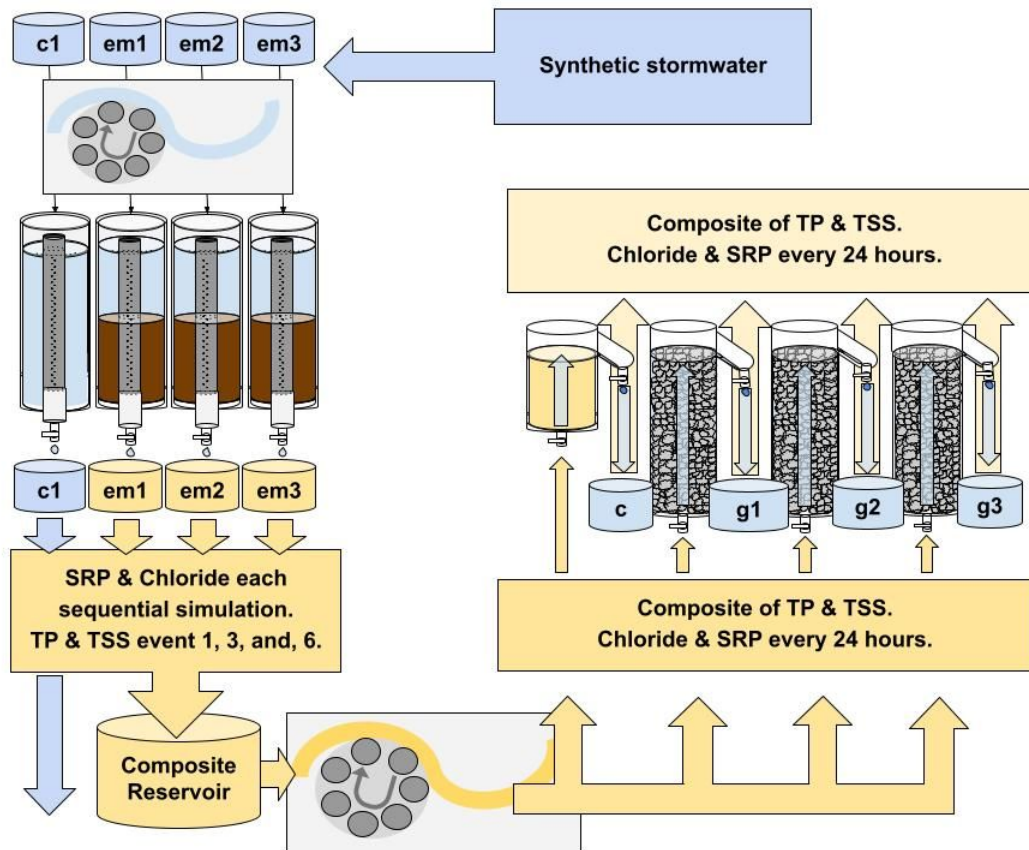 c1
em1
em2
em3
Synthetic stormwater
Composite of TP & TSS.
Chloride & SRP every 24 hours.
c1
em1
em2
em3
c
g1
g2
g3
SRP & Chloride each
sequential simulation.
TP & TSS event 1, 3, and, 6.
Composite of TP & TSS.
Chloride & SRP every 24 hours.
Composite
Reservoir